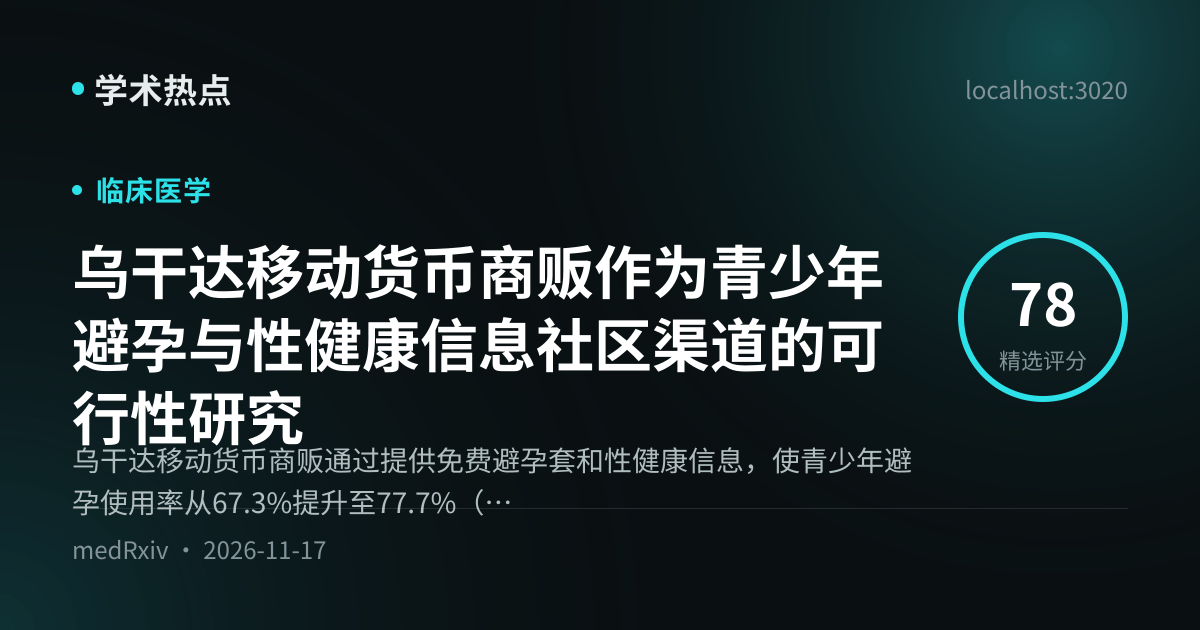 学术热点
localhost:3020
临床医学
乌干达移动货币商贩作为青少年
避孕与性健康信息社区渠道的可
行性研究
78
精选评分
乌干达移动货币商贩通过提供免费避孕套和性健康信息，使青少年避
孕使用率从67.3%提升至77.7%（…
medRxiv · 2026-11-17